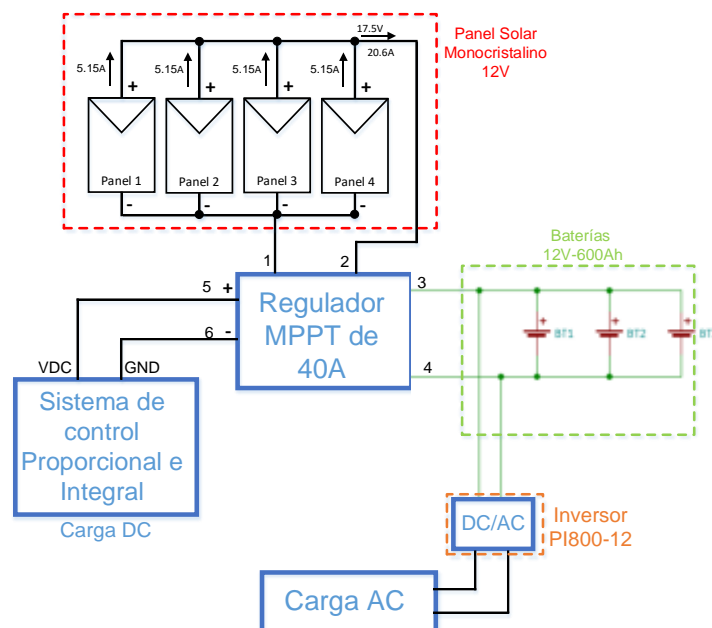 Panel Solar
Monocristalino
12V
17.5V
20.6A
5.15A
5.15A
5.15A
5.15A
+
+
+
+
Panel 1
Panel 2
Panel 3
Panel 4
-
-
-
-
Baterías
12V-600Ah
1
2
3
4
5
+
6
-
Regulador
MPPT de
40A
+
BT1
+
BT2
+
BT
VDC
GND
Sistema de
control
Proporcional e
Integral
Carga DC
DC/AC
Inversor
PI800-12
Carga AC